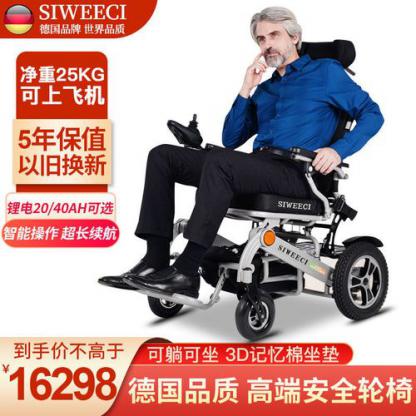 SIWEECI
德国品牌 世界品质
净重25KG
可上飞机
5年保值
以旧换新
锂电20/40AH可选
智能操作 超长续航
SIWEECI
SIWEECI
可躺可坐 3D记忆棉坐垫
到手价不高于
¥16298
德国品质 高端安全轮椅